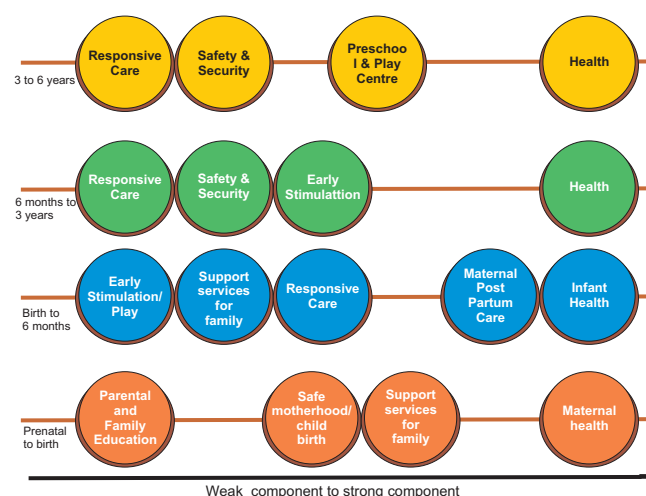 Responsive
Care
Safety &
Security
Preschoo
l & Play
Centre
Health
3 to 6 years
Responsive
Care
Safety &
Security
Early
Stimulattion
Health
6 months to
3 years
Early
Stimulation/
Play
Support
services
for
family
Responsive
Care
Maternal
Post
Partum
Care
Infant
Health
Birth to
6 months
Parental
and
Family
Education
Safe
motherhood/
child
birth
Support
services
for
family
Maternal
health
Prenatal
to birth
Weak component to strong component